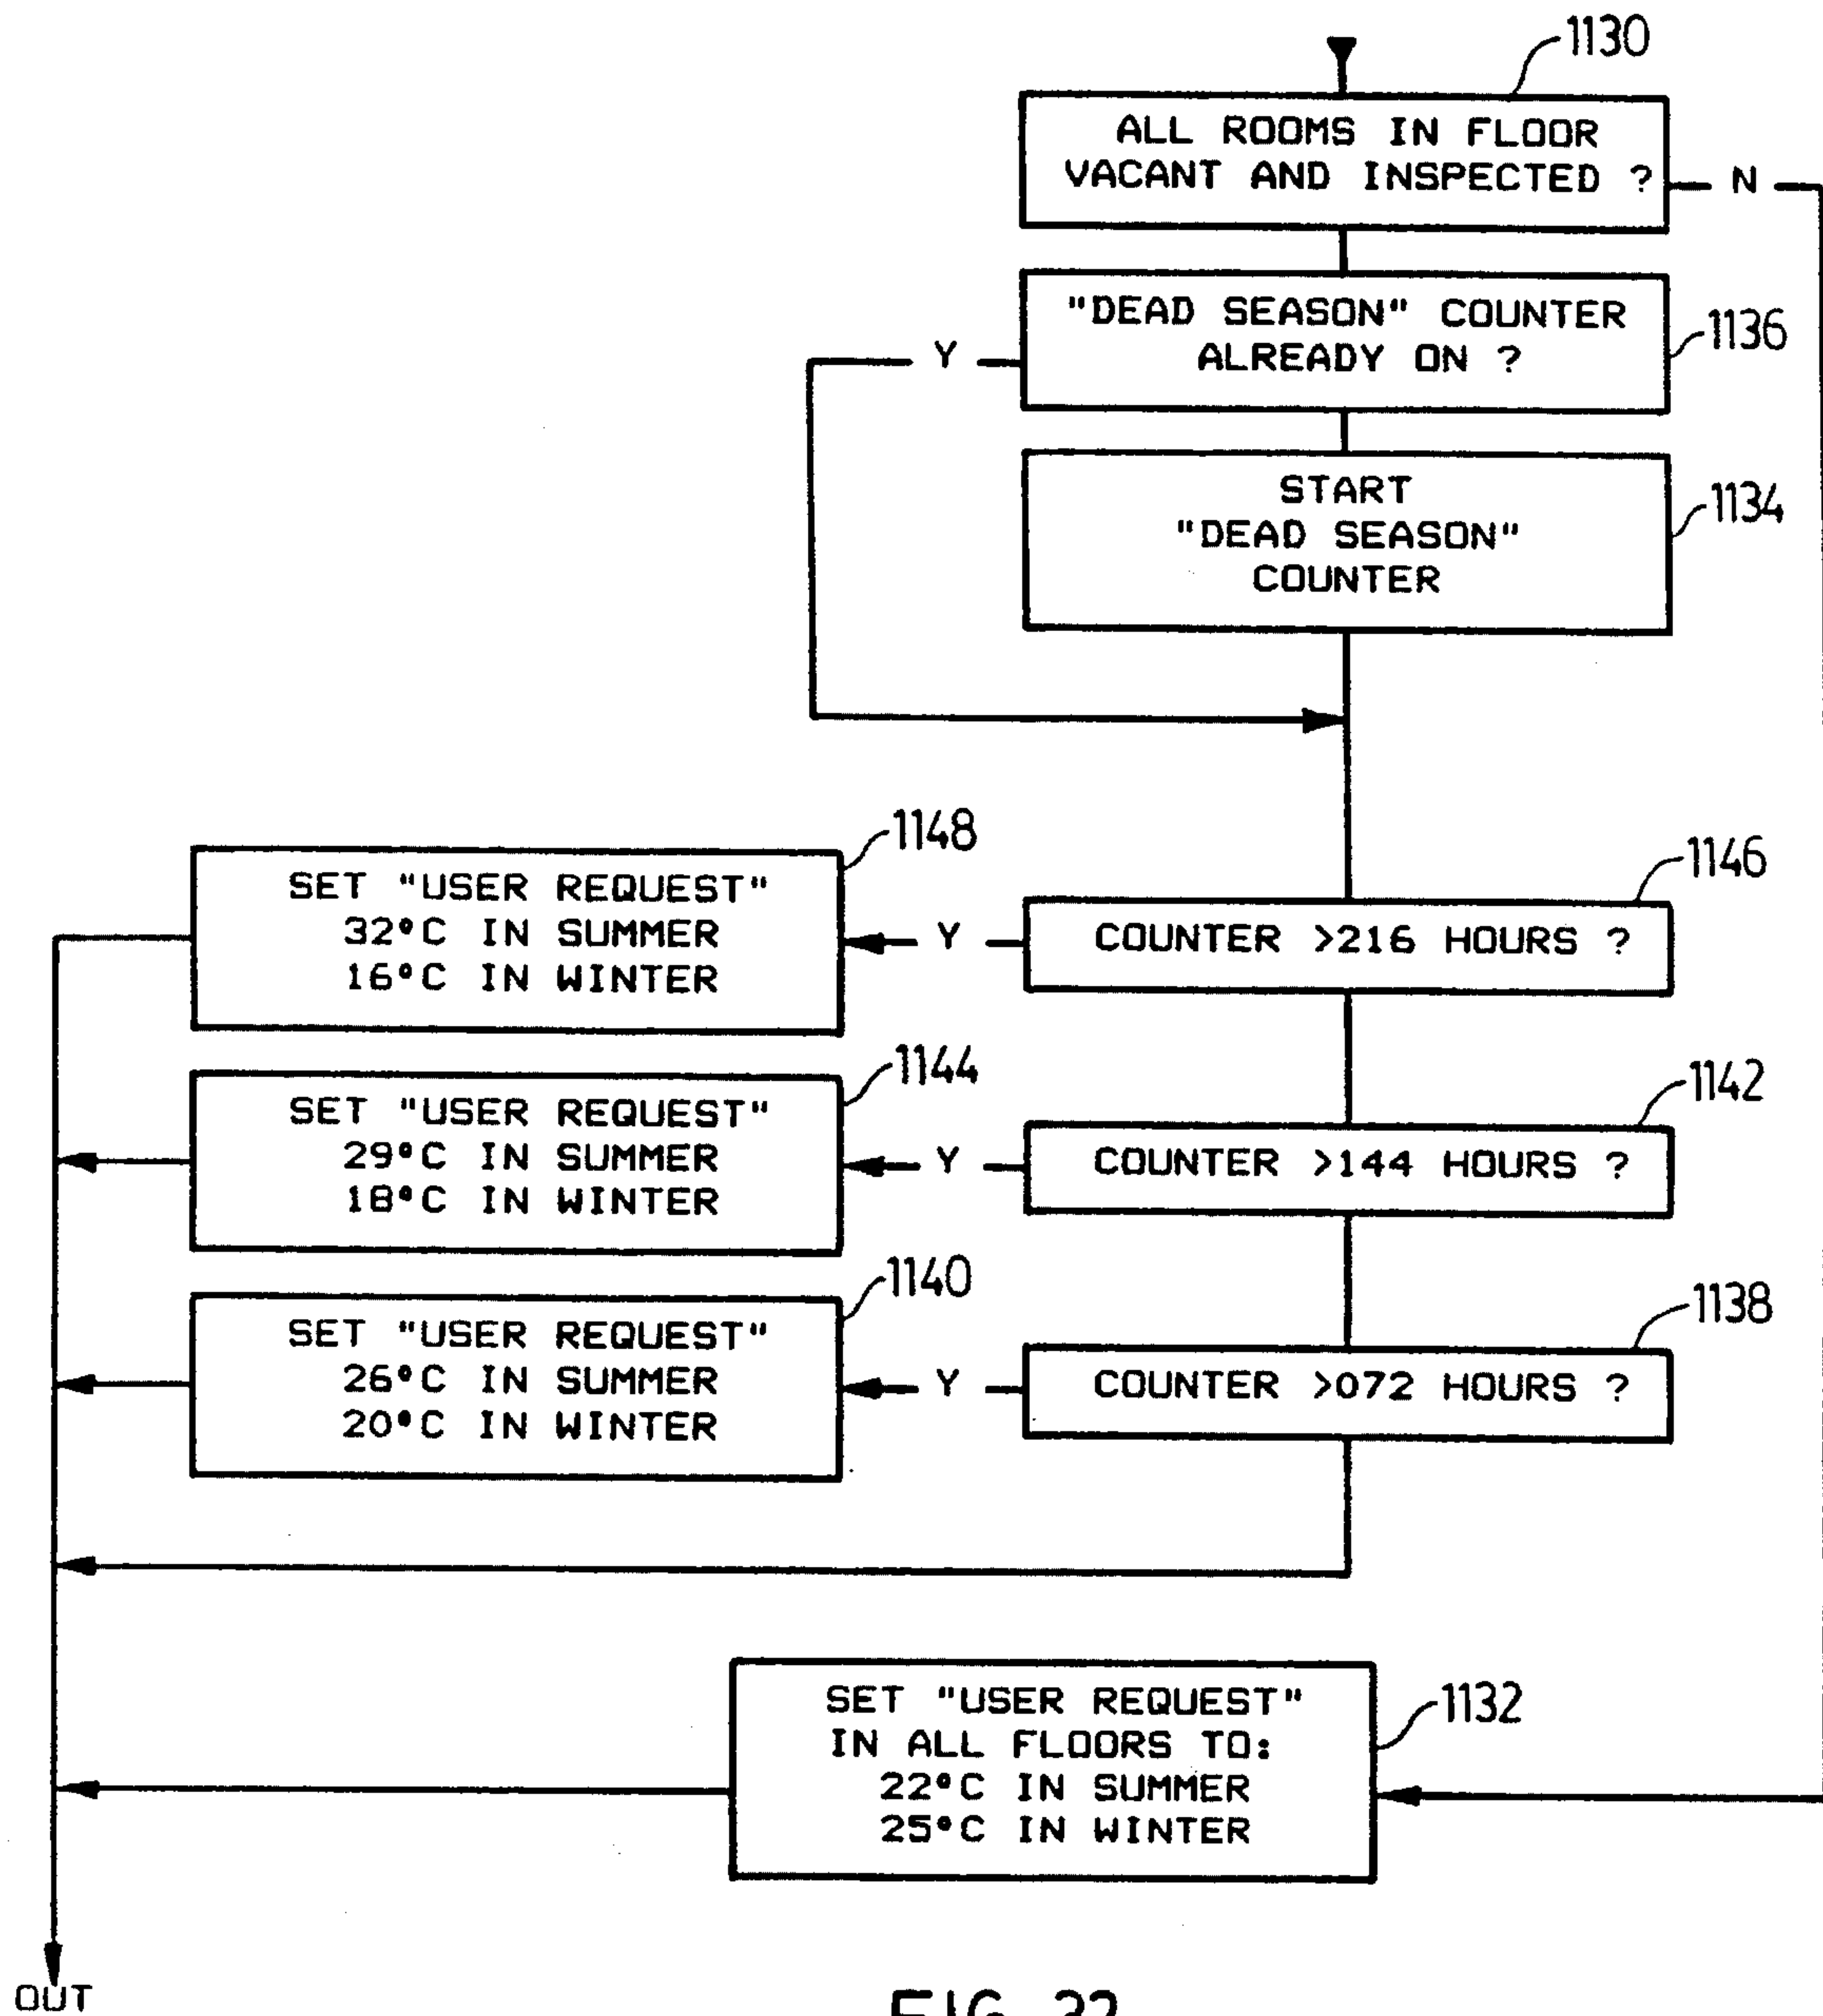 1130
ALL ROOMS IN FLOOR
VACANT AND INSPECTED ?
N
"DEAD SEASON" COUNTER
ALREADY ON ?
1136
Y
START
"DEAD SEASON"
COUNTER
1134
1148
SET "USER REQUEST"
32°C IN SUMMER
16°C IN WINTER
Y
1146
COUNTER >216 HOURS ?
1144
SET "USER REQUEST"
29°C IN SUMMER
18°C IN WINTER
Y
1142
COUNTER >144 HOURS ?
1140
SET "USER REQUEST"
26°C IN SUMMER
20°C IN WINTER
Y
1138
COUNTER >072 HOURS ?
SET "USER REQUEST"
IN ALL FLOORS TO:
22°C IN SUMMER
25°C IN WINTER
1132
OUT